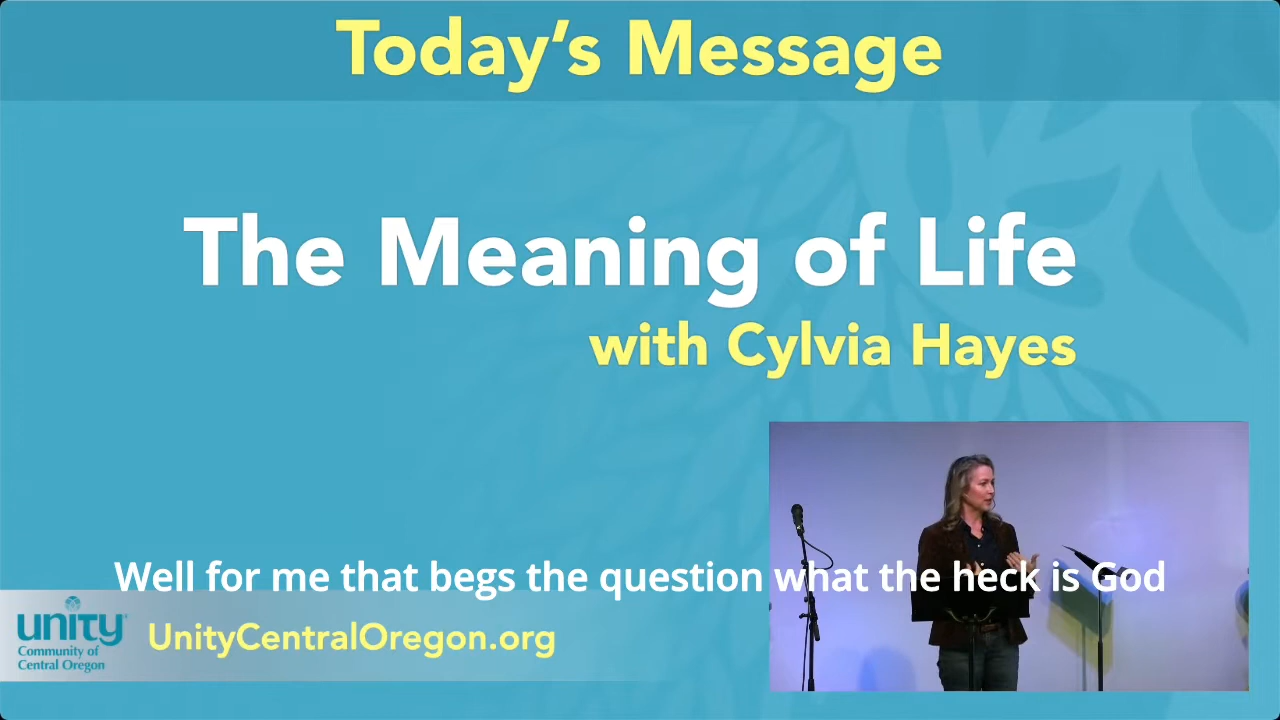 Today's Message
The Meaning of Life
with Cylvia Hayes
Well for me that begs the question what the heck is God
unity
Community of
Central Oregon
UnityCentralOregon.org